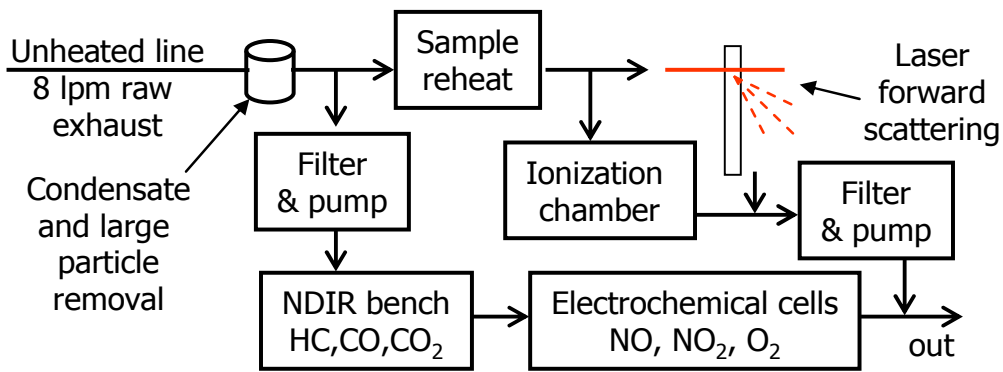 Unheated line
8 lpm raw
exhaust
Condensate
and large
particle
removal
Sample
reheat
Laser
forward
scattering
Filter
& pump
Ionization
chamber
Filter
& pump
NDIR bench
HC,CO,CO₂
Electrochemical cells
NO, NO₂, O₂
out